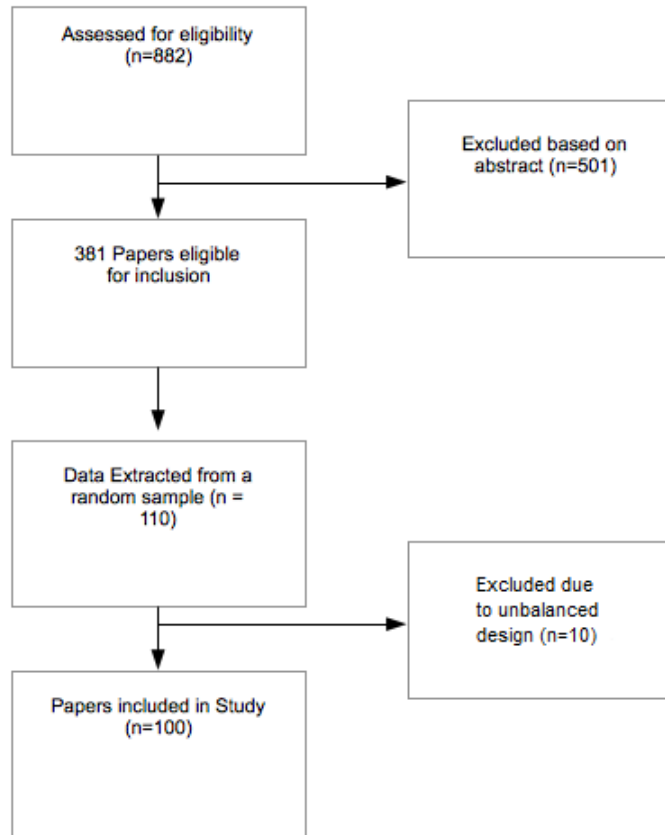 Assessed for eligibility
(n=882)
Excluded based on
abstract (n=501)
381 Papers eligible
for inclusion
Data Extracted from a
random sample (n =
110)
Excluded due
to unbalanced
design (n=10)
Papers included in Study
(n=100)